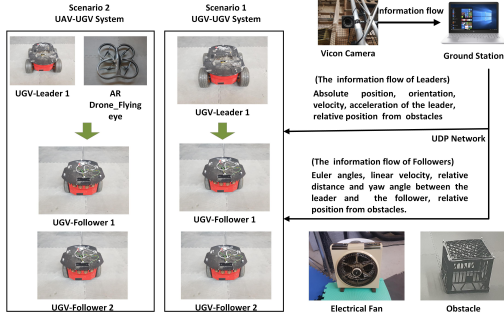 Scenario 2
UAV-UGV System
UGV-Leader 1
AR
Drone_Flying
eye
UGV-Follower 1
UGV-Follower 2
Scenario 1
UGV-UGV System
UGV-Leader 1
UGV-Follower 1
UGV-Follower 2
Information flow
Vicon Camera
Ground Station
(The information flow of Leaders)
Absolute position, orientation,
velocity, acceleration of the leader,
relative position from obstacles
UDP Network
(The information flow of Followers)
Euler angles, linear velocity, relative
distance and yaw angle between the
leader and the follower, relative
position from obstacles.
Electrical Fan
Obstacle